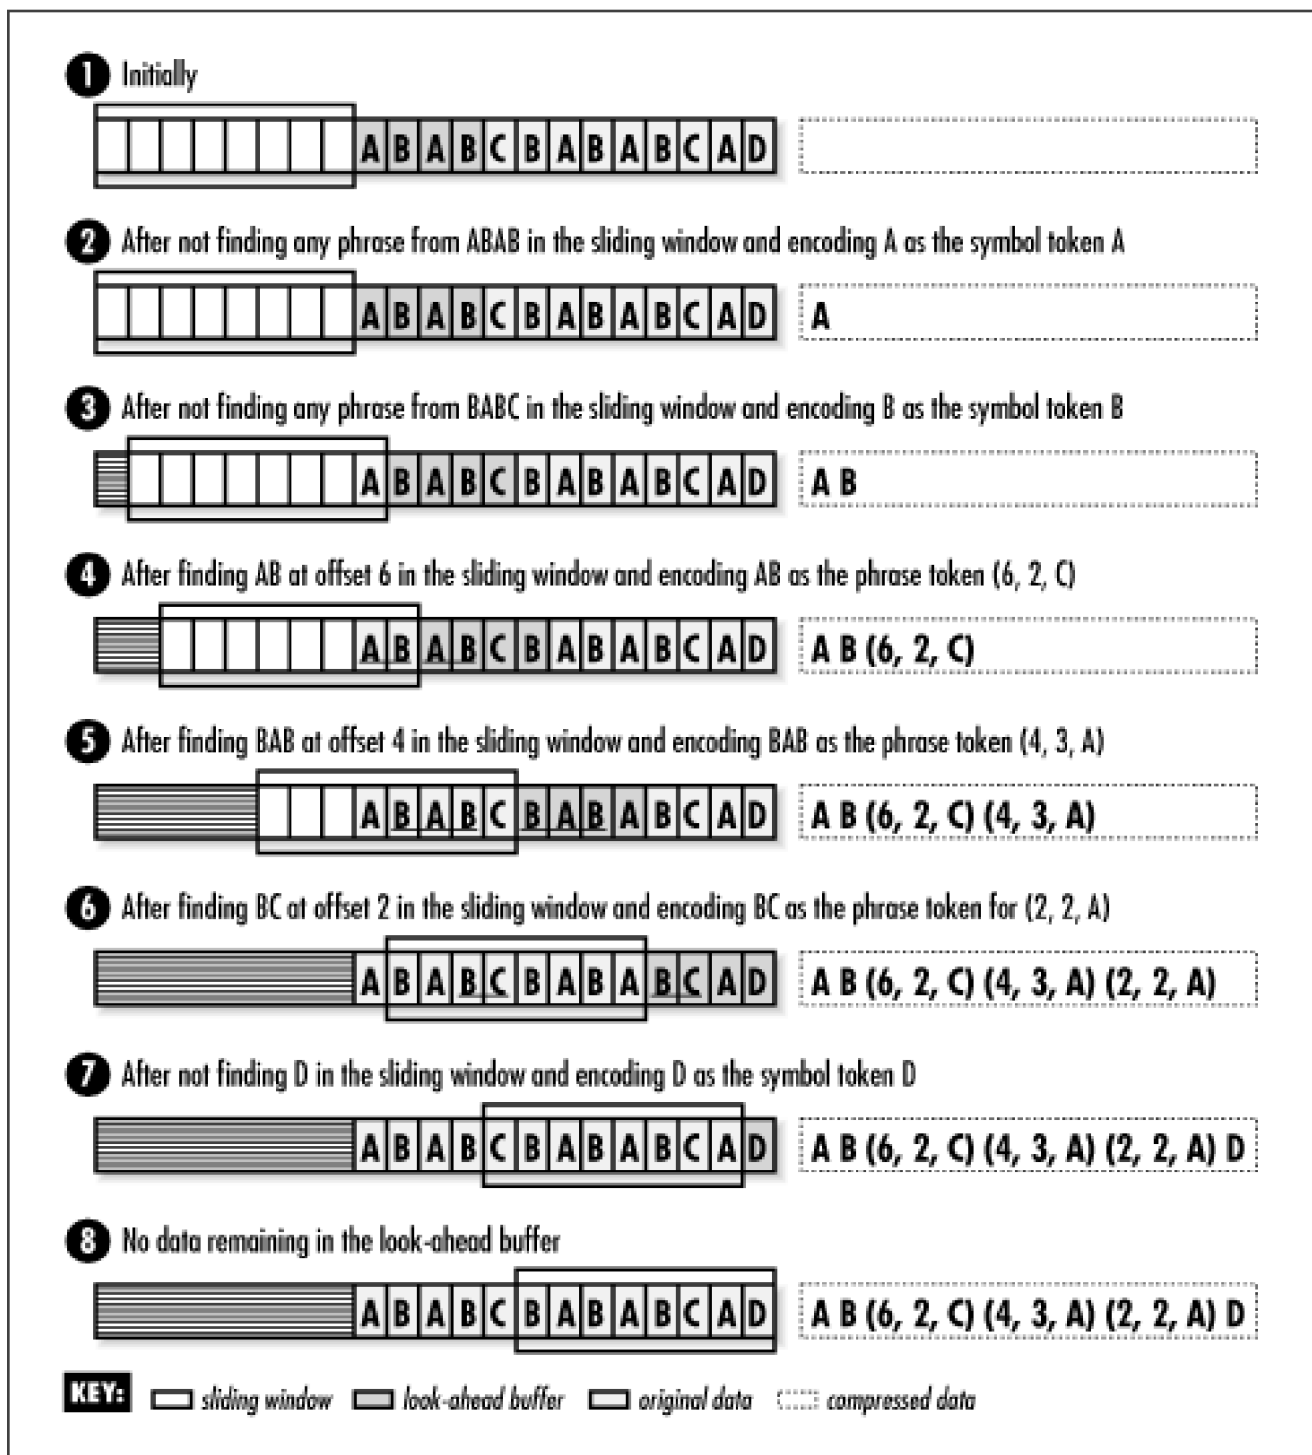 1 Initially
A B A B C B A B A B C A D
2 After not finding any phrase from ABAB in the sliding window and encoding A as the symbol token A
A B A B C B A B A B C A D A
3 After not finding any phrase from BABC in the sliding window and encoding B as the symbol token B
A B A B C B A B A B C A D A B
4 After finding AB at offset 6 in the sliding window and encoding AB as the phrase token (6, 2, C)
A B A B C B A B A B C A D A B (6, 2, C)
5 After finding BAB at offset 4 in the sliding window and encoding BAB as the phrase token (4, 3, A)
A B A B C B A B A B C A D A B (6, 2, C) (4, 3, A)
6 After finding BC at offset 2 in the sliding window and encoding BC as the phrase token for (2, 2, A)
A B A B C B A B A B C A D A B (6, 2, C) (4, 3, A) (2, 2, A)
7 After not finding D in the sliding window and encoding D as the symbol token D
A B A B C B A B A B C A D A B (6, 2, C) (4, 3, A) (2, 2, A) D
8 No data remaining in the look-ahead buffer
A B A B C B A B A B C A D A B (6, 2, C) (4, 3, A) (2, 2, A) D
KEY: sliding window look-ahead buffer original data compressed data